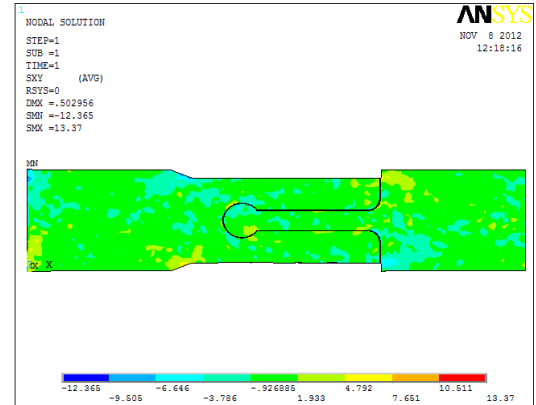 1
NODAL SOLUTION
ANSYS
NOV 8 2012
12:18:16
STEP=1
SUB =1
TIME=1
SXY (AVG)
RSYS=0
DMX =.502956
SMN =-12.365
SMX =13.37
MN
X
-12.365 -6.646 -.926885 4.792 10.511
-9.505 -3.786 1.933 7.651 13.37